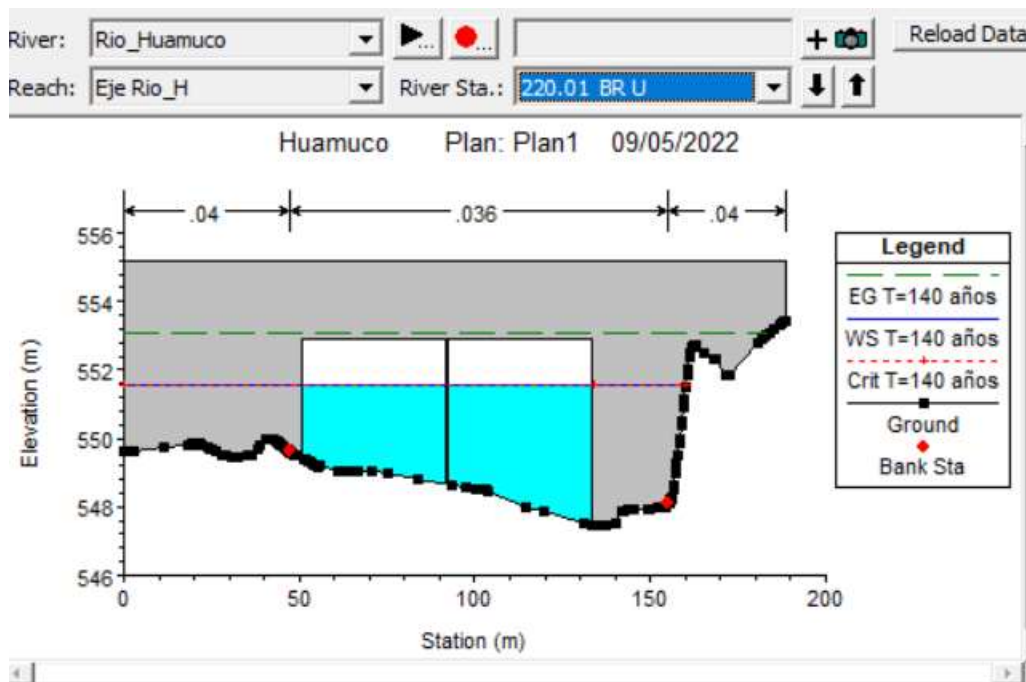 River: Rio_Huamuco ... ... + Reload Data
Reach: Eje Rio_H River Sta.: 220.01 BR U
Huamuco Plan: Plan1 09/05/2022
.04 .036 .04
556
554
552
550
548
546
0 50 100 150 200
Elevation (m)
Station (m)
Legend
EG T=140 años
WS T=140 años
Crit T=140 años
Ground
Bank Sta